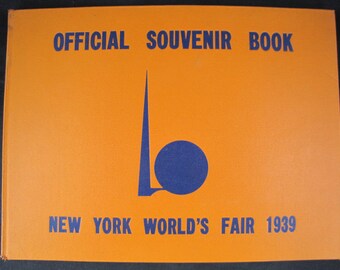 OFFICIAL SOUVENIR BOOK
NEW YORK WORLD'S FAIR 1939